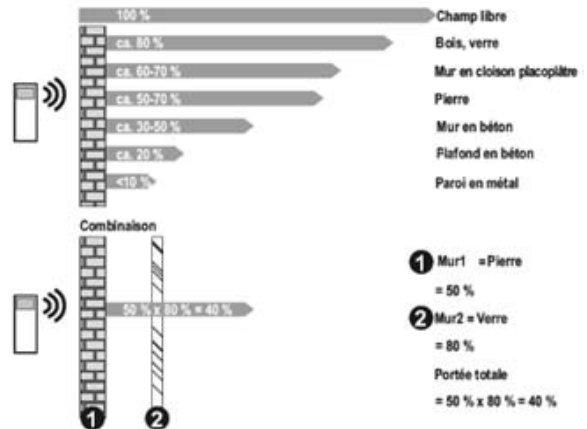 100 % Champ libre
ca. 80 % Bois, verre
ca. 60-70 % Mur en cloison placoplâtre
ca. 50-70 % Pierre
ca. 30-50 % Mur en béton
ca. 20 % Plafond en béton
<10 % Paroi en métal
Combinaison
50 % x 80 % = 40 %
1 Mur1 =Pierre
= 50 %
2 Mur2 = Verre
= 80 %
Portée totale
= 50 % x 80 % = 40 %
1 2